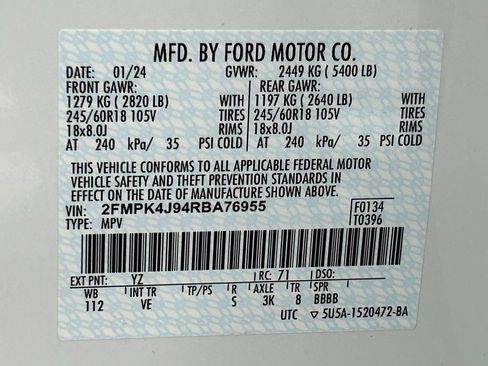 MFD. BY FORD MOTOR CO.
DATE: 01/24 GVWR: 2449 KG ( 5400 LB)
FRONT GAWR: REAR GAWR:
1279 KG ( 2820 LB) WITH 1197 KG ( 2640 LB) WITH
245/60R18 105V TIRES 245/60R18 105V TIRES
18x8.0J RIMS 18x8.0J RIMS
AT 240 kPa/ 35 PSI COLD AT 240 kPa/ 35 PSI COLD
THIS VEHICLE CONFORMS TO ALL APPLICABLE FEDERAL MOTOR
VEHICLE SAFETY AND THEFT PREVENTION STANDARDS IN
EFFECT ON THE DATE OF MANUFACTURE SHOWN ABOVE.
VIN: 2FMPK4J94RBA76955 F0134
TYPE: MPV T0396
EXT PNT: YZ RC: 71 DSO:
WB INT TR TP/PS R AXLE TR SPR
112 VE S 3K 8 BBBB
UTC ▽5U5A-1520472-BA